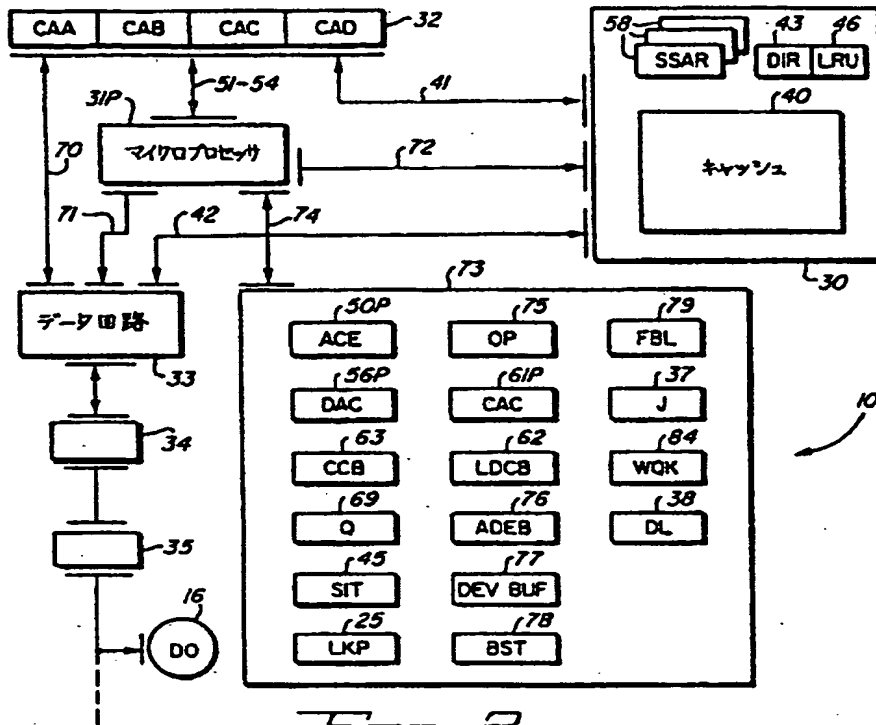 CAA CAB CAC CAD 32
58 SSAR 43 DIR 46 LRU
51-54
41
31P
マイクロプロセッサ
40
キャッシュ
70
72
71
42
74
30
データ回路
33
73
50P ACE 75 OP 79 FBL
56P DAC 61P CAC 37 J
10
34
63 CCB 62 LDCB 84 WQK
69 Q 76 ADEB 38 DL
35
45 SIT 77 DEV BUF
16 DO
25 LKP 78 BST